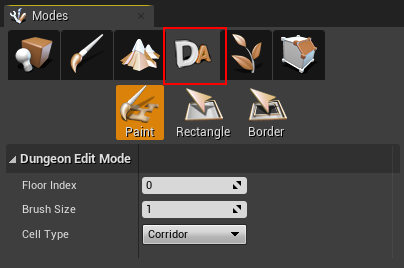 Modes
DA
Paint Rectangle Border
Dungeon Edit Mode
Floor Index 0
Brush Size 1
Cell Type Corridor